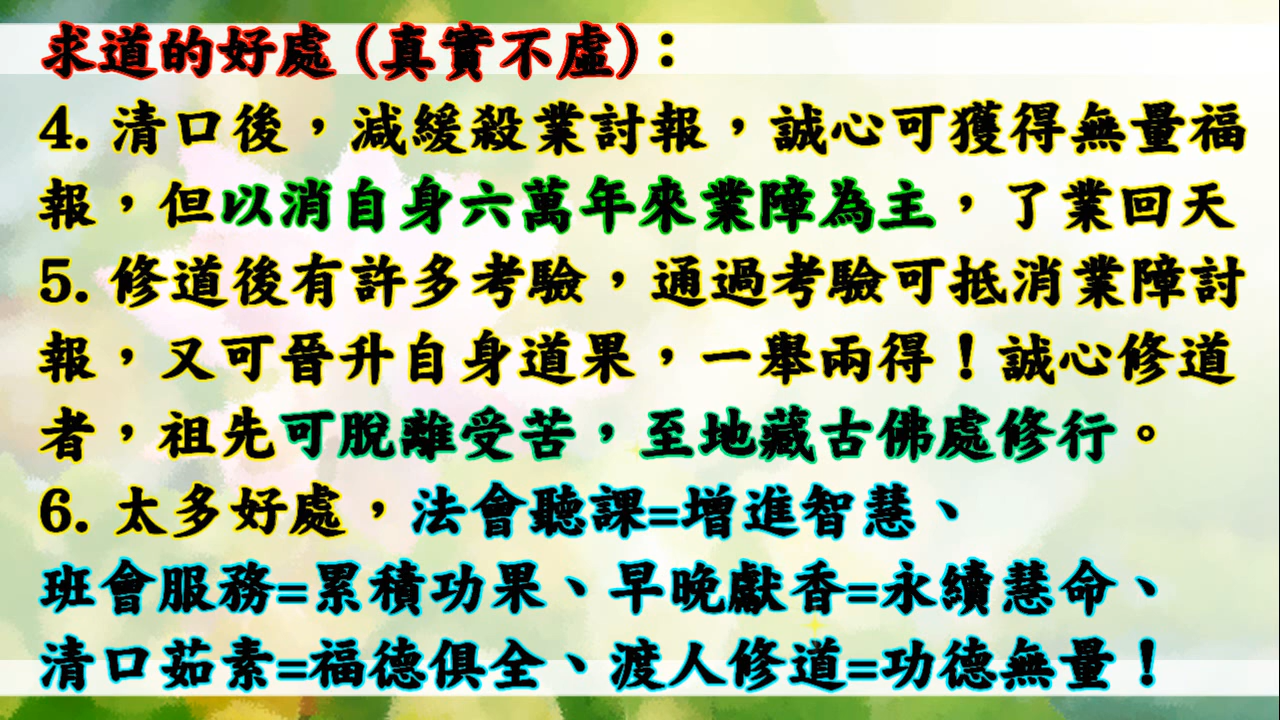 求道的好處(真實不虛)：
4. 清口後，減緩殺業討報，誠心可獲得無量福
報，但以消自身六萬年來業障為主，了業回天
5. 修道後有許多考驗，通過考驗可抵消業障討
報，又可晉升自身道果，一舉兩得！誠心修道
者，祖先可脫離受苦，至地藏古佛處修行。
6. 太多好處，法會聽課=增進智慧、
班會服務=累積功果、早晚獻香=永續慧命、
清口茹素=福德俱全、渡人修道=功德無量！